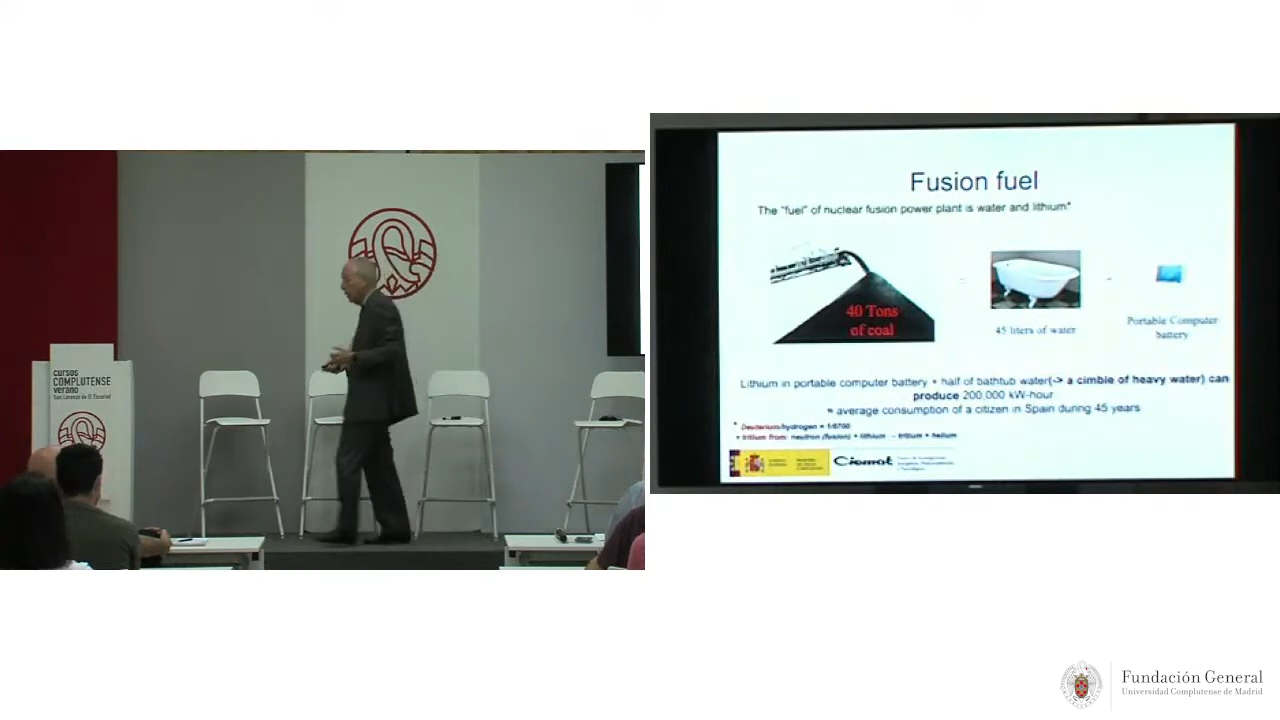 cursos
COMPLUTENSE
verano
San Lorenzo de El Escorial
Fusion fuel
The "fuel" of nuclear fusion power plant is water and lithium*
40 Tons
of coal
45 liters of water
Portable Computer
battery
Lithium in portable computer battery + half of bathtub water(-> a cimble of heavy water) can
produce 200,000 kW-hour
≈ average consumption of a citizen in Spain during 45 years
* Deuterium/hydrogen = 1/6700
+ tritium from: neutron (fusion) + lithium → tritium + helium
Ciemat
Fundación General
Universidad Complutense de Madrid